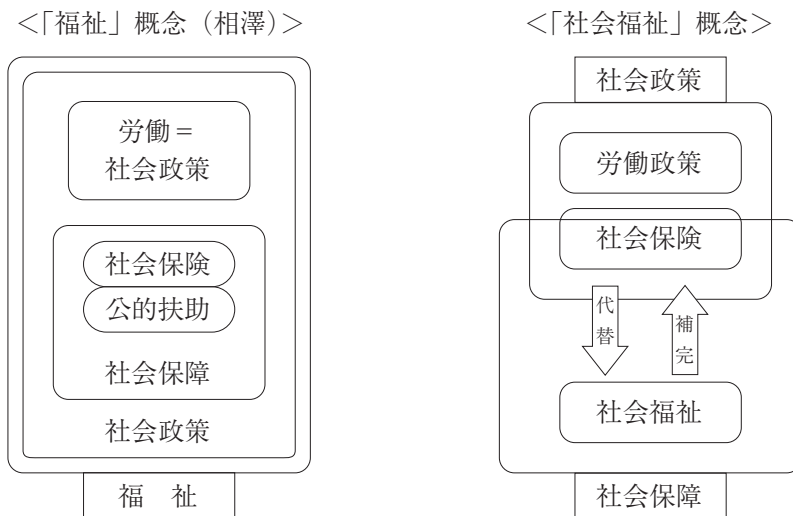 <「福祉」概念（相澤）>
労働＝
社会政策
社会保険
公的扶助
社会保障
社会政策
福　祉
<「社会福祉」概念>
社会政策
労働政策
社会保険
代替
補完
社会福祉
社会保障